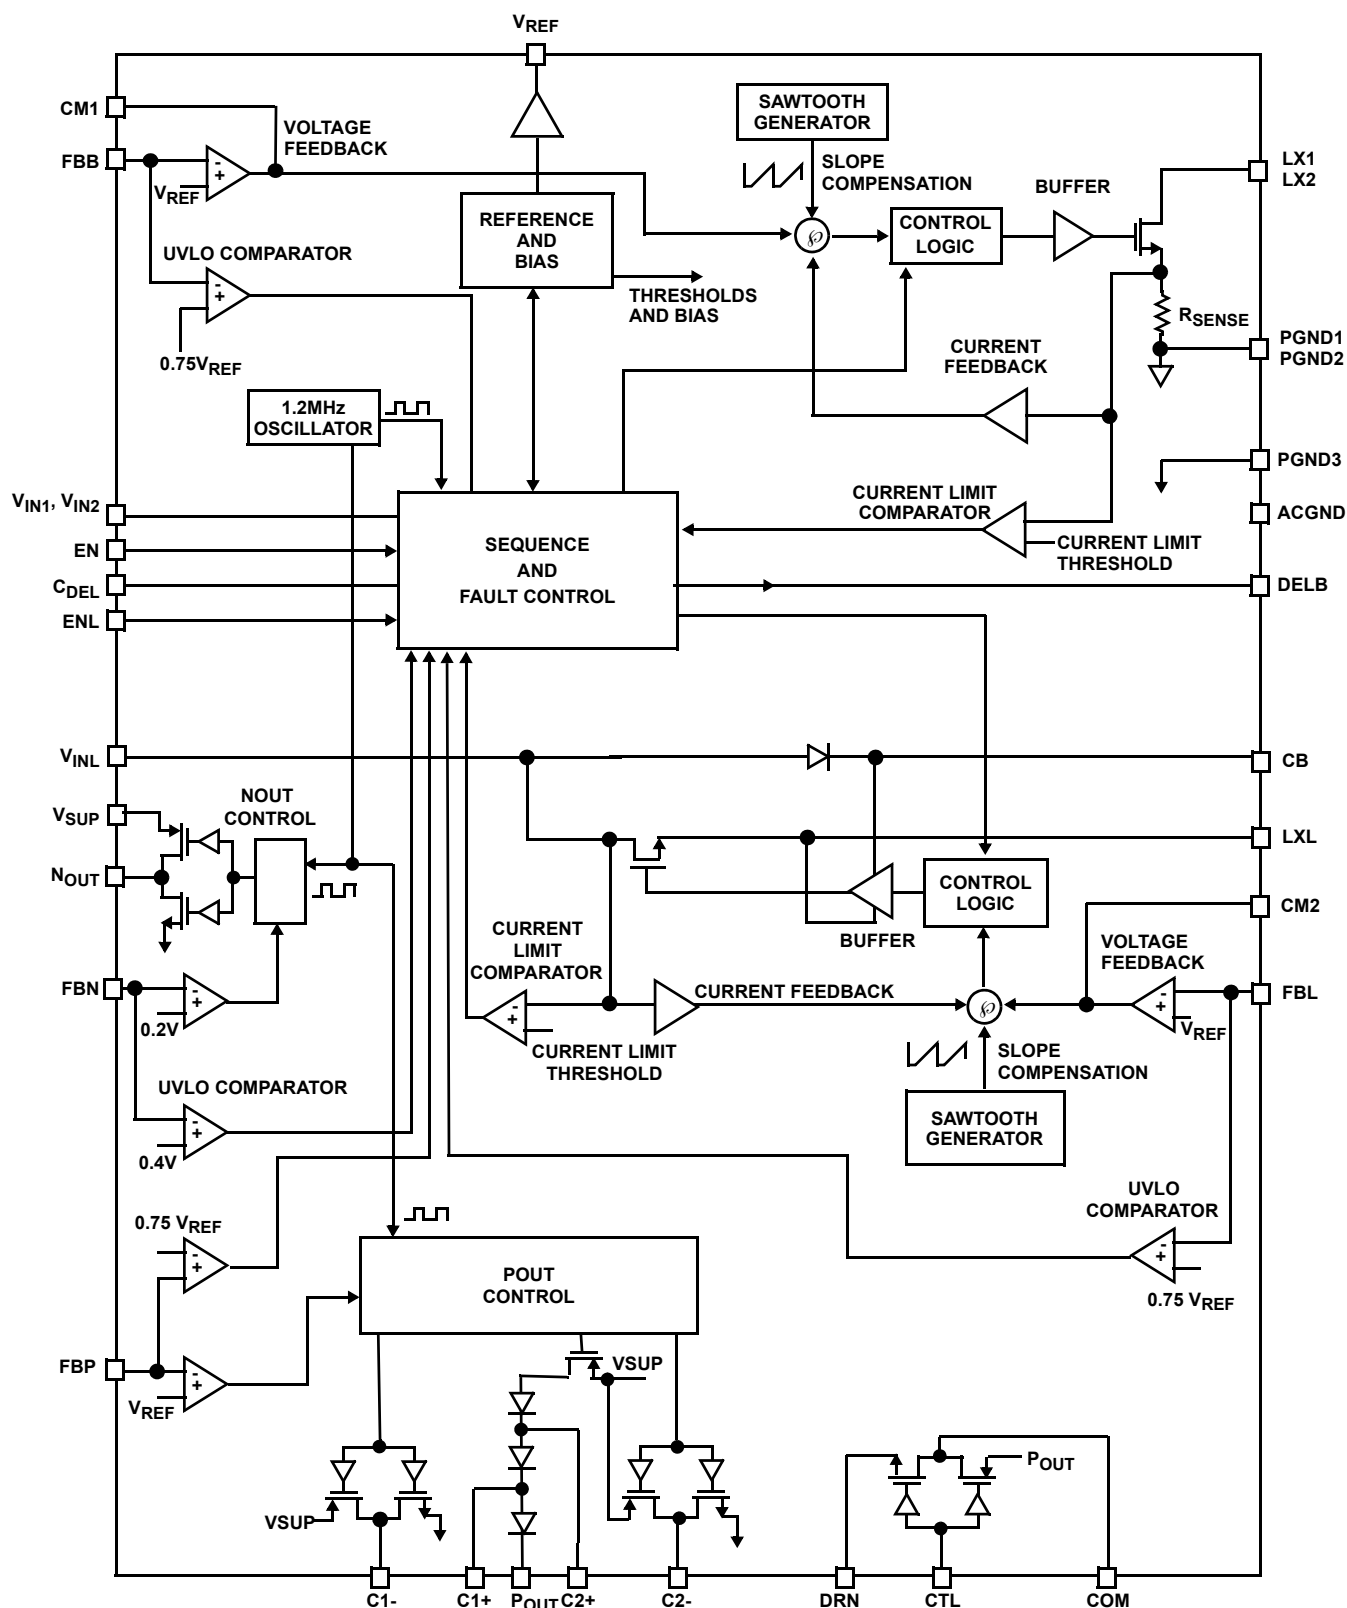 VREF
CM1
FBB
VOLTAGE
FEEDBACK
-
+
VREF
UVLO COMPARATOR
-
+
0.75VREF
REFERENCE
AND
BIAS
THRESHOLDS
AND BIAS
SAWTOOTH
GENERATOR
SLOPE
COMPENSATION
CONTROL
LOGIC
BUFFER
LX1
LX2
RSENSE
PGND1
PGND2
CURRENT
FEEDBACK
1.2MHz
OSCILLATOR
PGND3
ACGND
CURRENT LIMIT
COMPARATOR
CURRENT LIMIT
THRESHOLD
VIN1, VIN2
EN
CDEL
ENL
SEQUENCE
AND
FAULT CONTROL
DELB
VINL
CB
VSUP
NOUT
CONTROL
NOUT
LXL
CONTROL
LOGIC
BUFFER
CM2
VOLTAGE
FEEDBACK
-
+
VREF
FBL
CURRENT
LIMIT
COMPARATOR
-
+
CURRENT LIMIT
THRESHOLD
CURRENT FEEDBACK
SLOPE
COMPENSATION
SAWTOOTH
GENERATOR
FBN
-
+
0.2V
UVLO COMPARATOR
-
+
0.4V
UVLO
COMPARATOR
-
+
0.75 VREF
0.75 VREF
-
+
POUT
CONTROL
FBP
-
+
VREF
VSUP
VSUP
POUT
C1-
C1+
POUT
C2+
C2-
DRN
CTL
COM